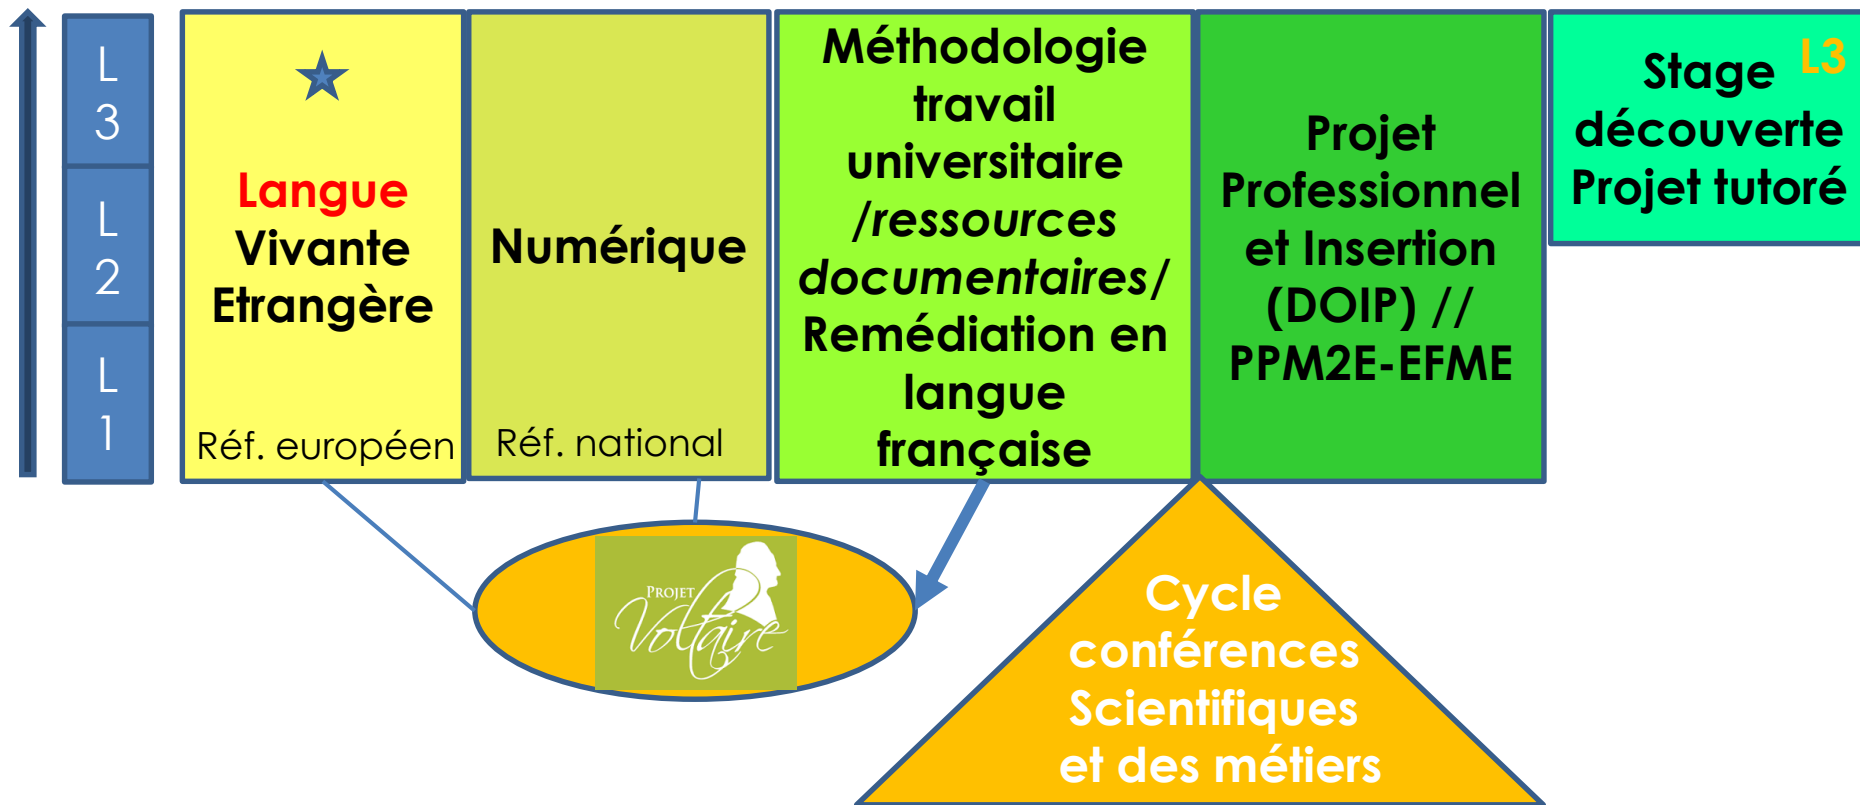 L
3
L
2
L
1
Langue
Vivante
Etrangère
Réf. européen
Numérique
Réf. national
Méthodologie
travail
universitaire
/ressources
documentaires/
Remédiation en
langue
française
Projet
Professionnel
et Insertion
(DOIP) //
PPM2E-EFME
Stage L3
découverte
Projet tutoré
PROJET
Voltaire
Cycle
conférences
Scientifiques
et des métiers